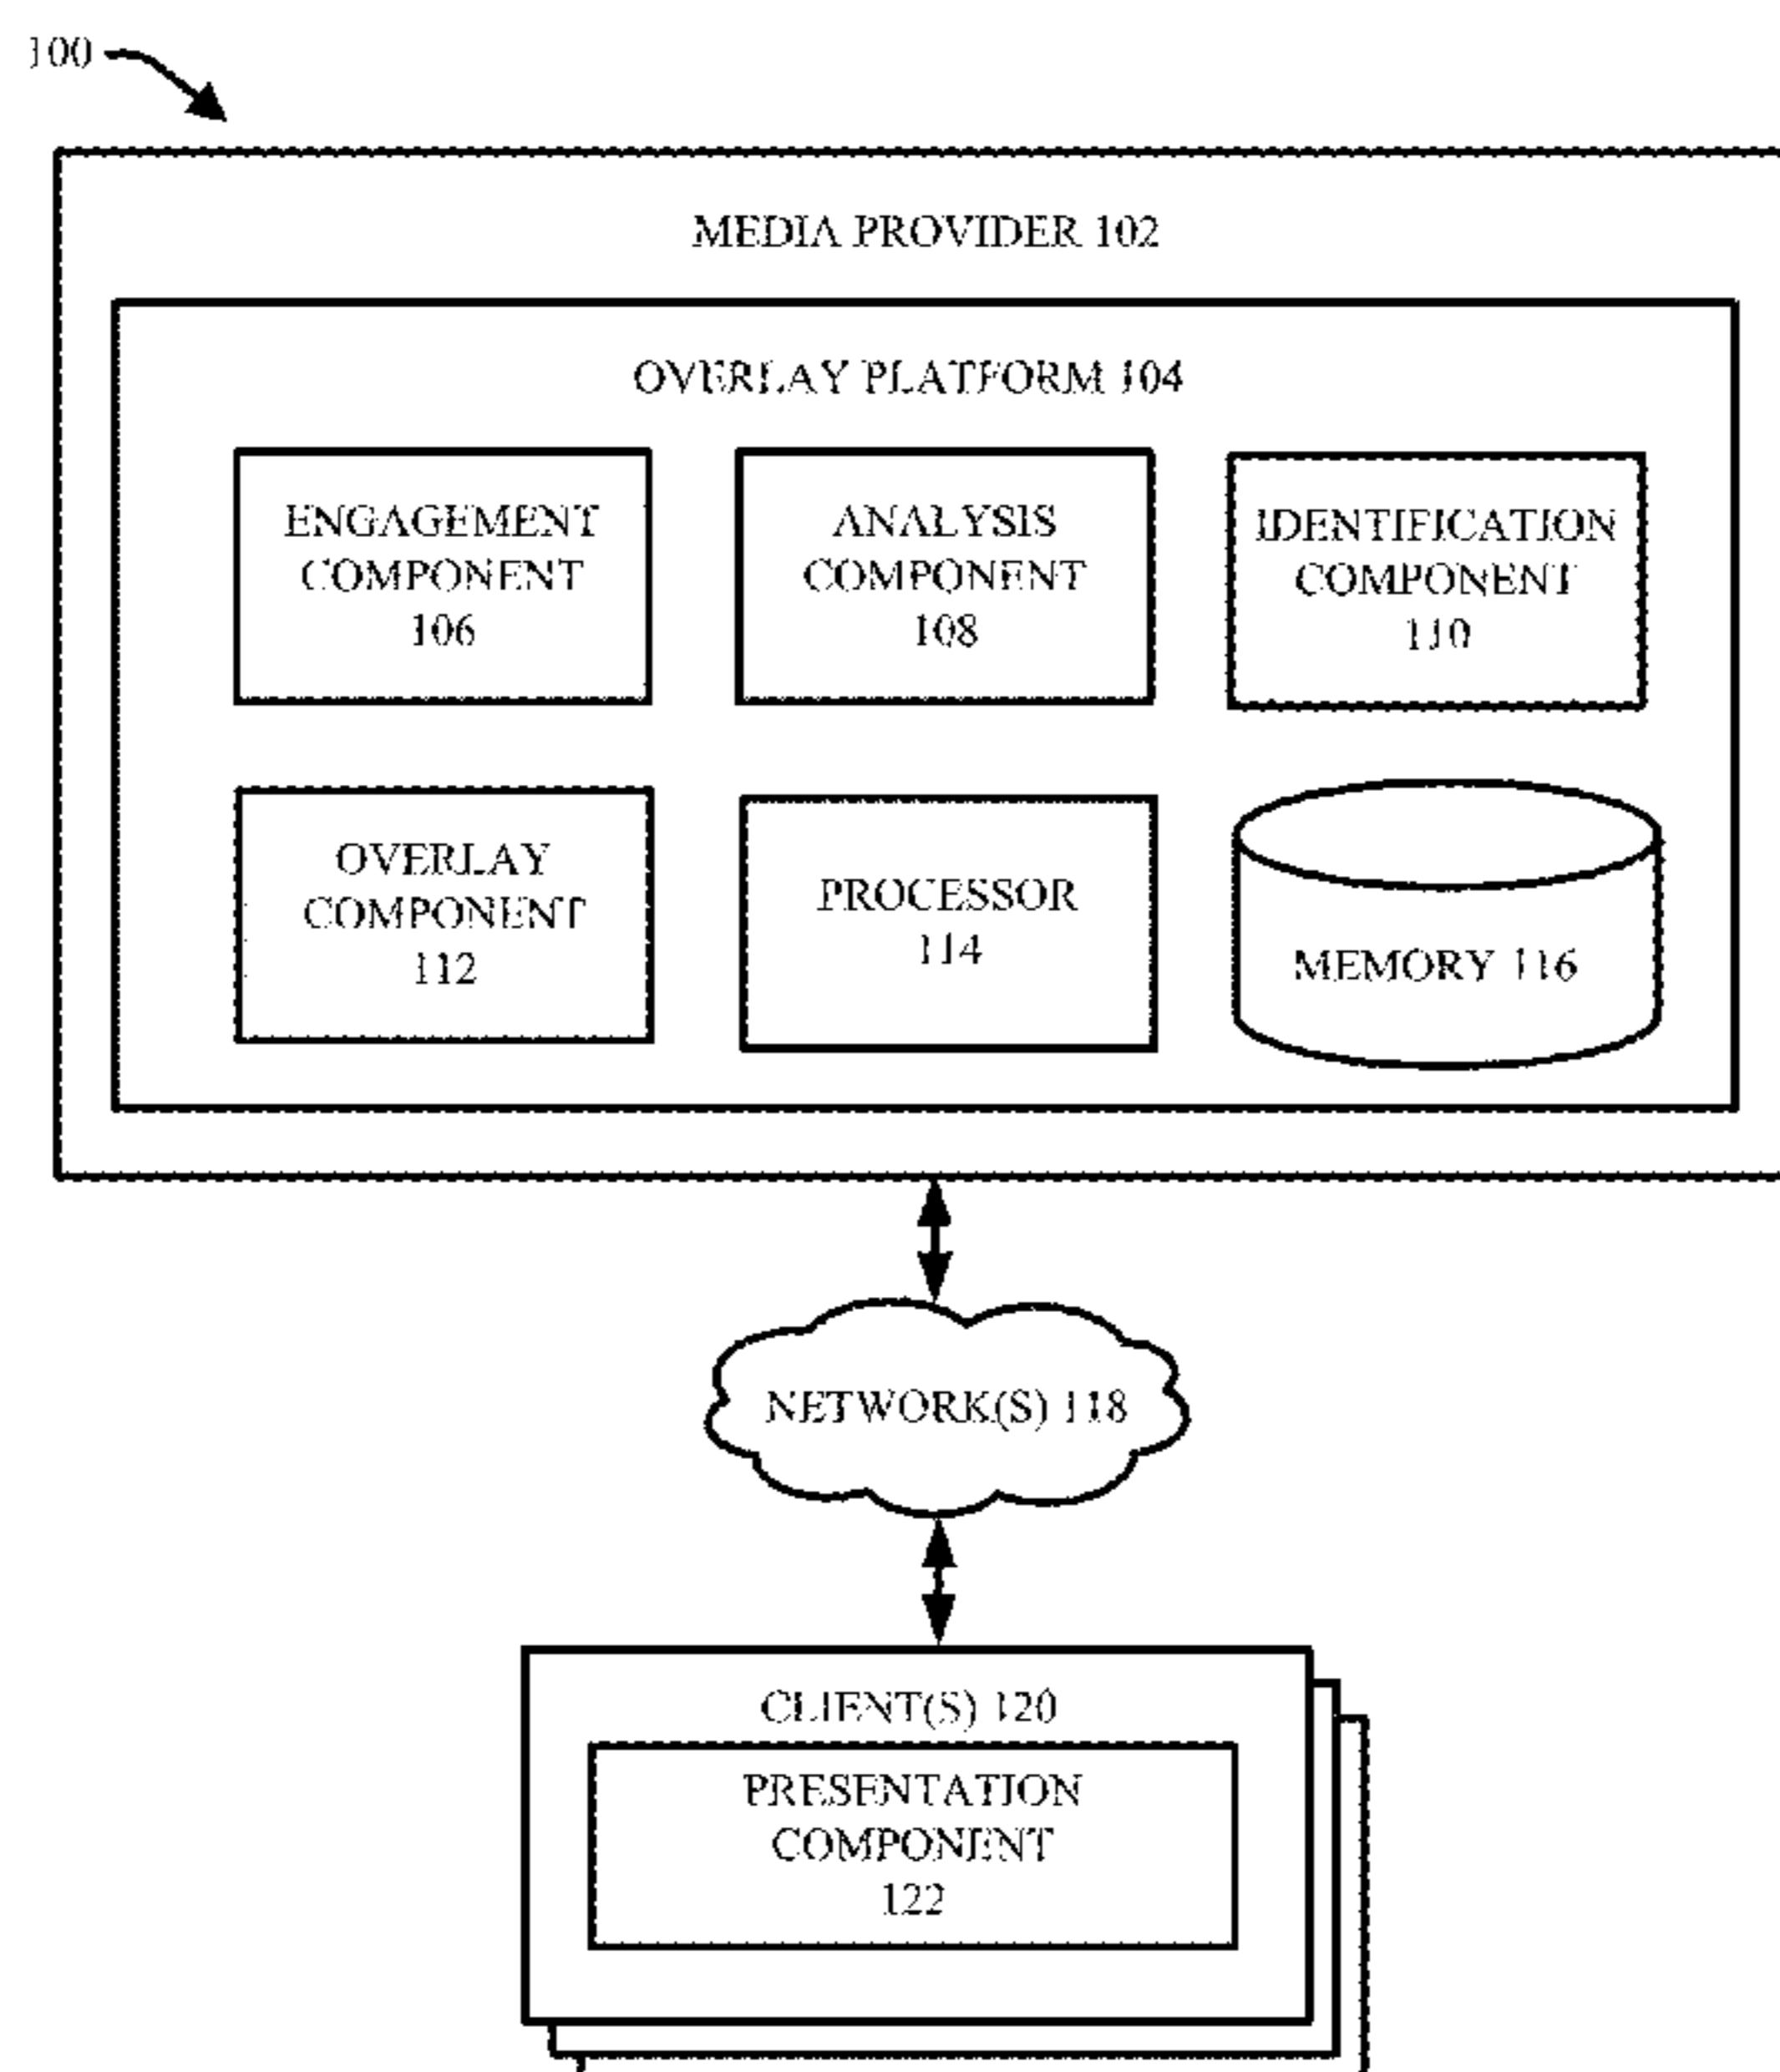 100
MEDIA PROVIDER 102
OVERLAY PLATFORM 104
ENGAGEMENT
COMPONENT
106
ANALYSIS
COMPONENT
108
IDENTIFICATION
COMPONENT
110
OVERLAY
COMPONENT
112
PROCESSOR
114
MEMORY 116
NETWORK(S) 118
CLIENT(S) 120
PRESENTATION
COMPONENT
122